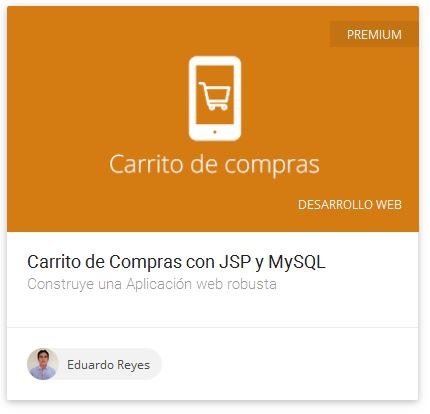 PREMIUM
Carrito de compras
DESARROLLO WEB
Carrito de Compras con JSP y MySQL
Construye una Aplicación web robusta
Eduardo Reyes